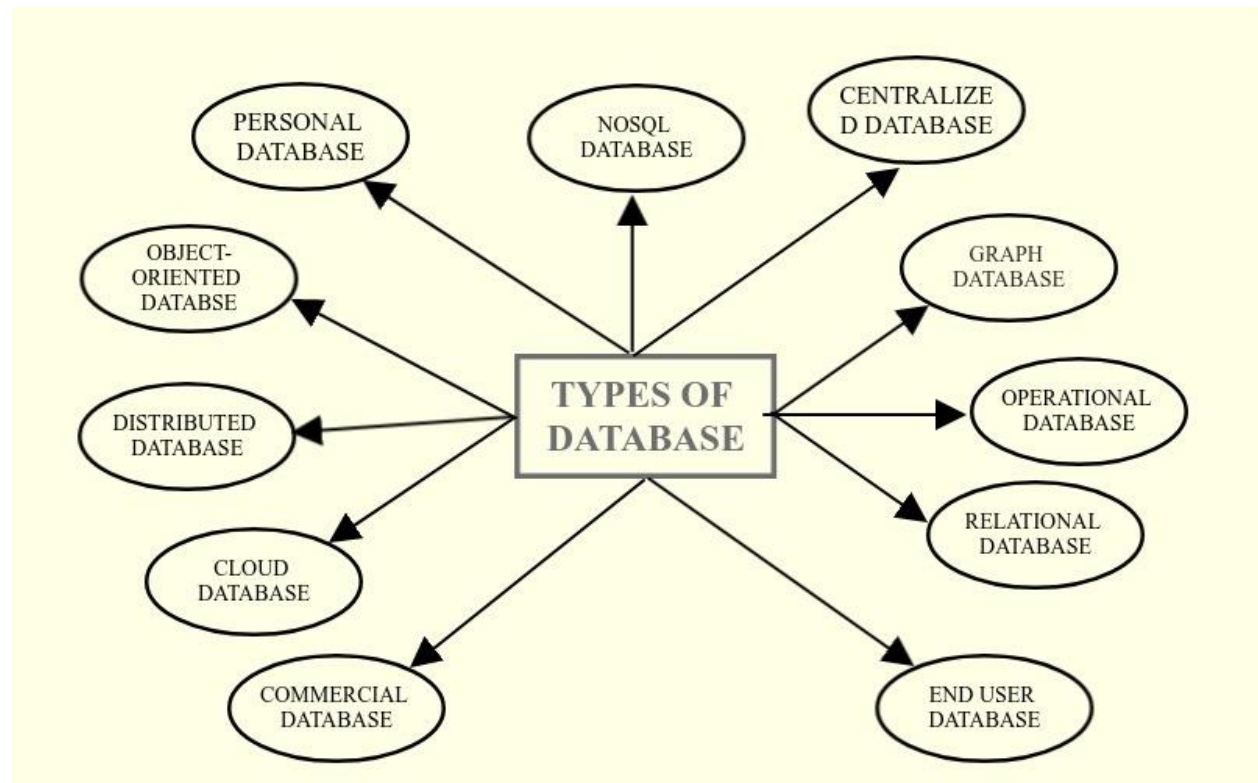 PERSONAL
DATABASE
NOSQL
DATABASE
CENTRALIZE
D DATABASE
OBJECT-
ORIENTED
DATABSE
GRAPH
DATABASE
TYPES OF
DATABASE
OPERATIONAL
DATABASE
DISTRIBUTED
DATABASE
RELATIONAL
DATABASE
CLOUD
DATABASE
COMMERCIAL
DATABASE
END USER
DATABASE